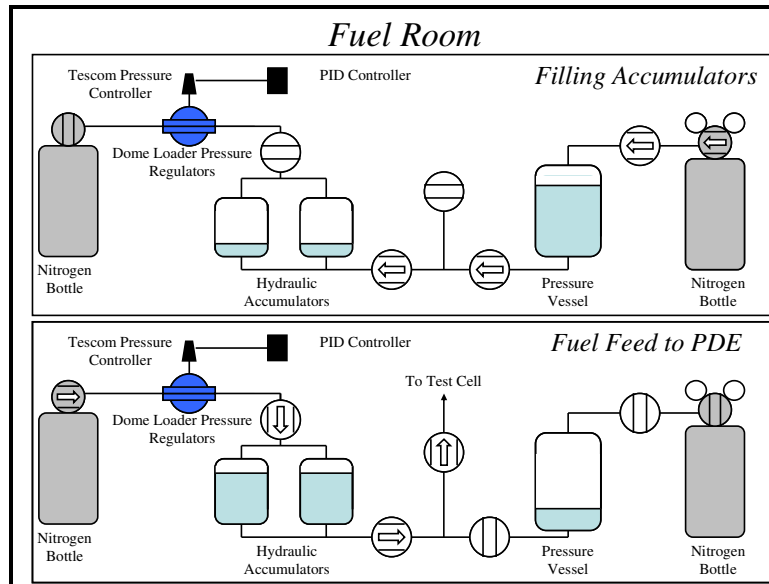 Fuel Room
Filling Accumulators
Tescom Pressure
Controller
PID Controller
Dome Loader Pressure
Regulators
Nitrogen
Bottle
Hydraulic
Accumulators
Pressure
Vessel
Nitrogen
Bottle
Fuel Feed to PDE
Tescom Pressure
Controller
PID Controller
To Test Cell
Dome Loader Pressure
Regulators
Nitrogen
Bottle
Hydraulic
Accumulators
Pressure
Vessel
Nitrogen
Bottle